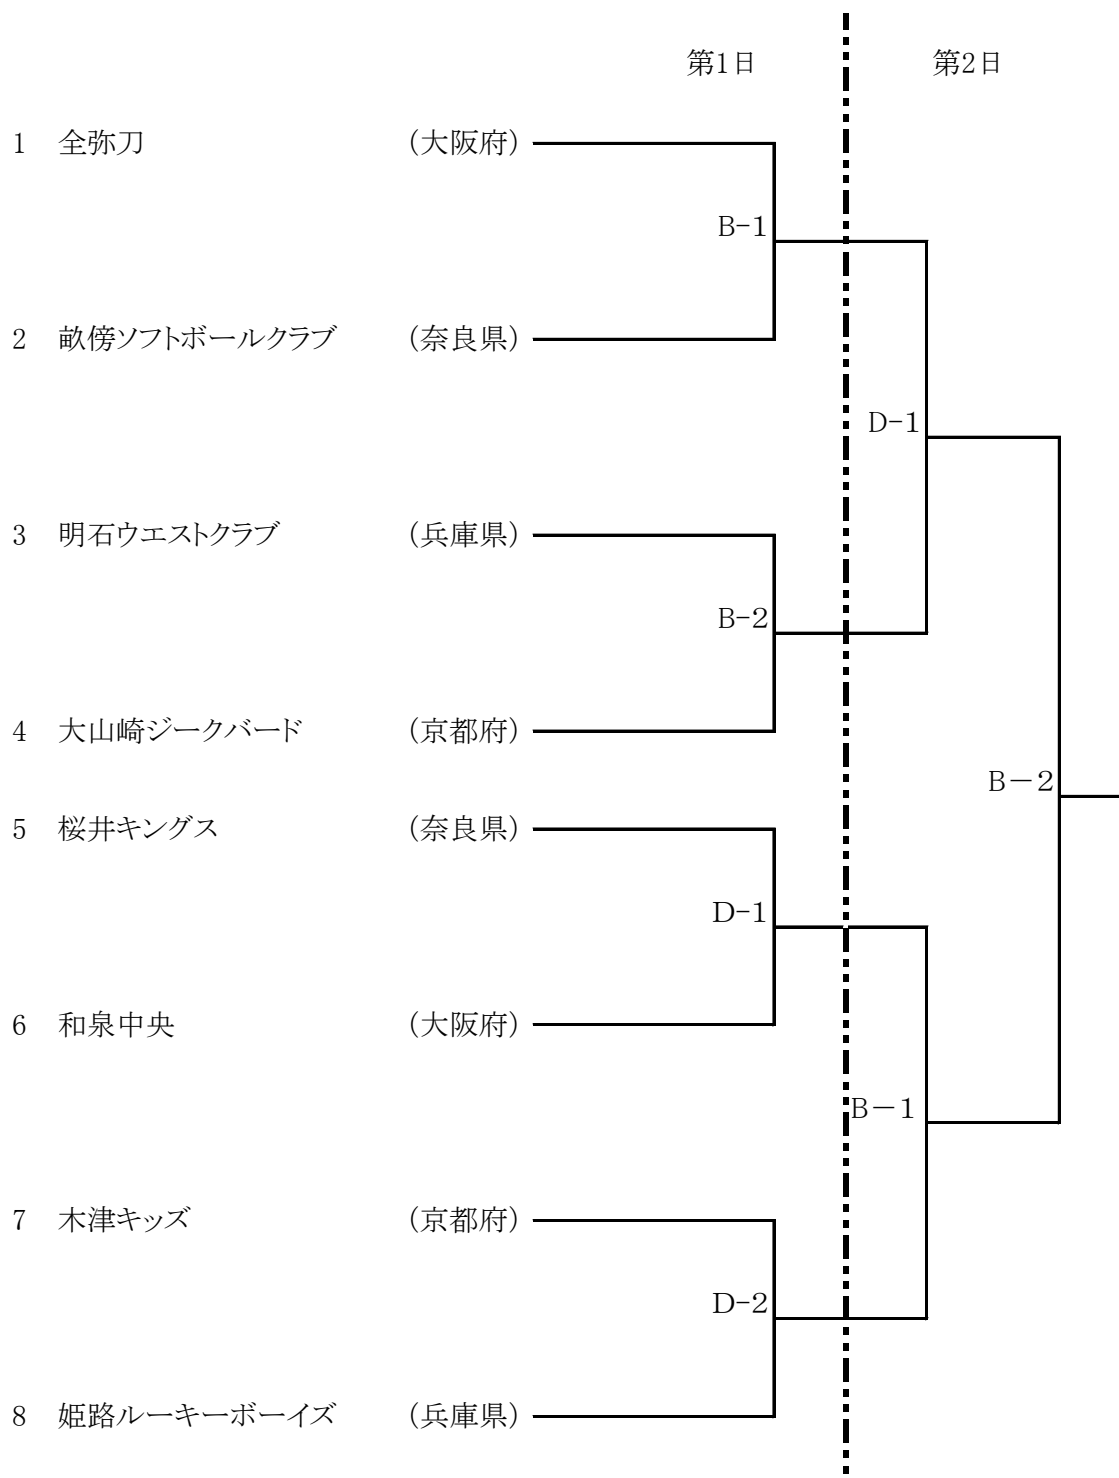 第1日 第2日
1 全弥刀 (大阪府)
B-1
2 畝傍ソフトボールクラブ (奈良県)
D-1
3 明石ウエストクラブ (兵庫県)
B-2
4 大山崎ジークバード (京都府)
B－2
5 桜井キングス (奈良県)
D-1
6 和泉中央 (大阪府)
B－1
7 木津キッズ (京都府)
D-2
8 姫路ルーキーボーイズ (兵庫県)